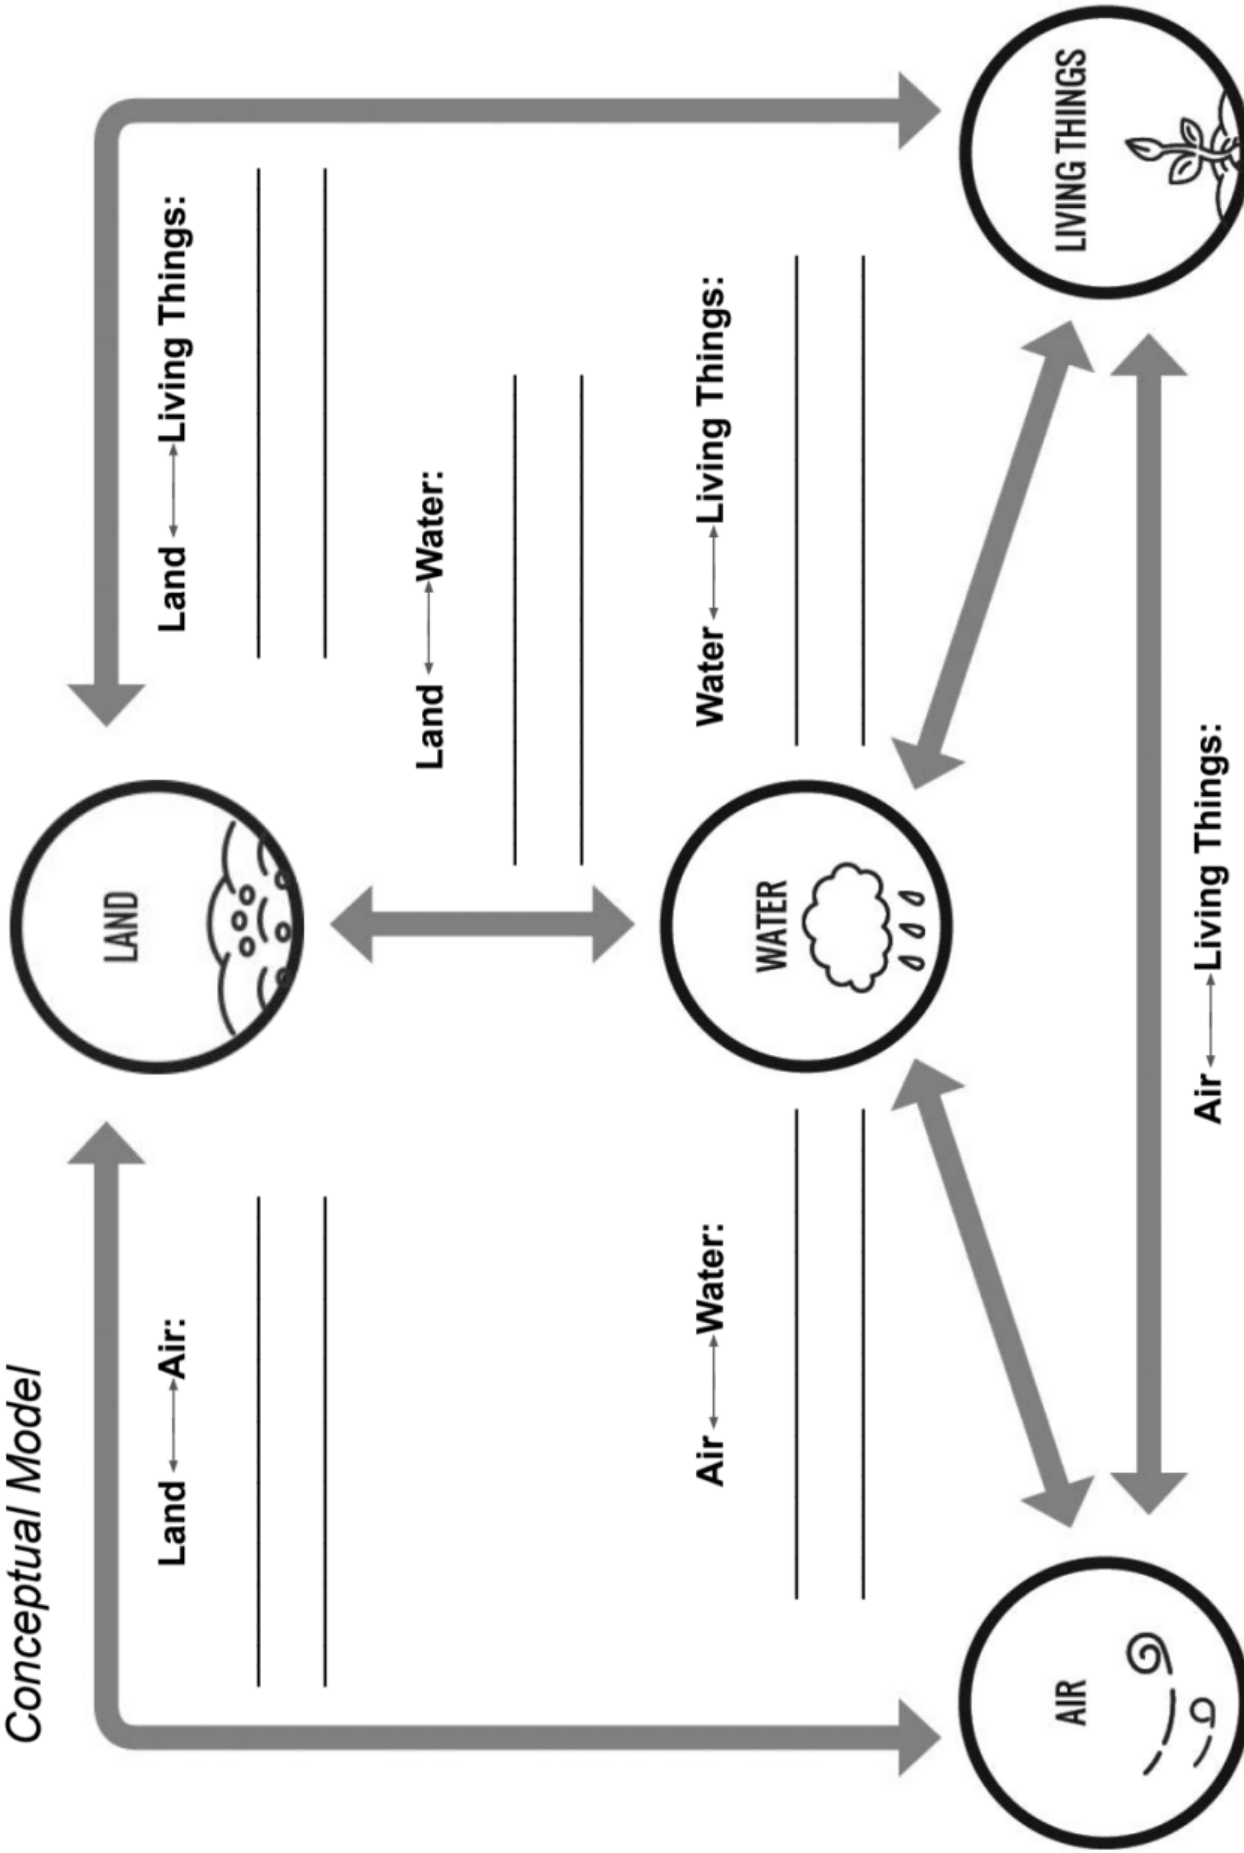 Conceptual Model
LAND
Land ↔ Air:
Land ↔ Living Things:
Land ↔ Water:
Air ↔ Water:
WATER
Water ↔ Living Things:
AIR
LIVING THINGS
Air ↔ Living Things: